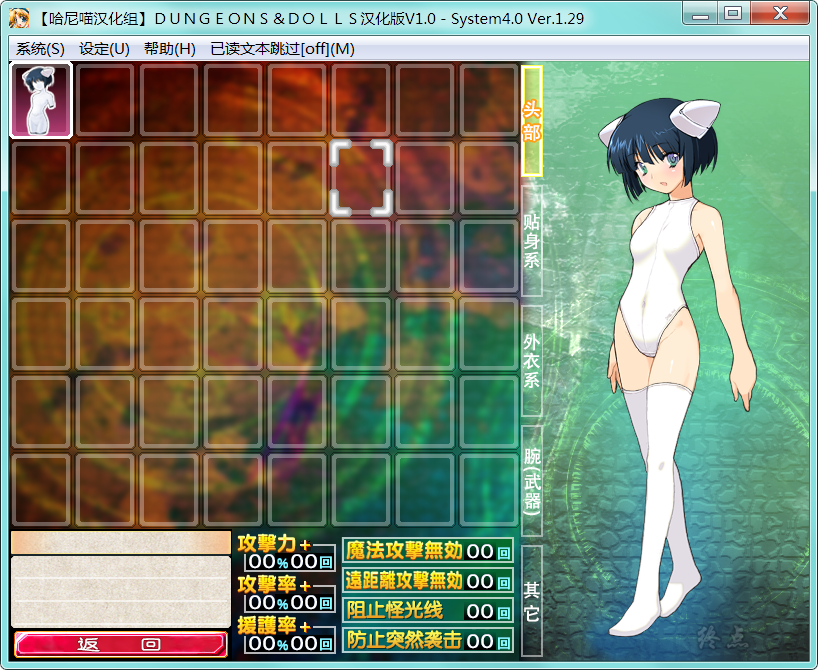 【哈尼喵汉化组】ＤＵＮＧＥＯＮＳ＆ＤＯＬＬＳ汉化版V1.0 - System4.0 Ver.1.29
系统(S) 设定(U) 帮助(H) 已读文本跳过[off](M)
头部
贴身系
外衣系
腕(武器)
其它
攻擊力+
00%00回
攻擊率+
00%00回
援護率+
00%00回
魔法攻擊無効00回
遠距離攻擊無効00回
阻止怪光线 00回
防止突然袭击00回
返 回
终点